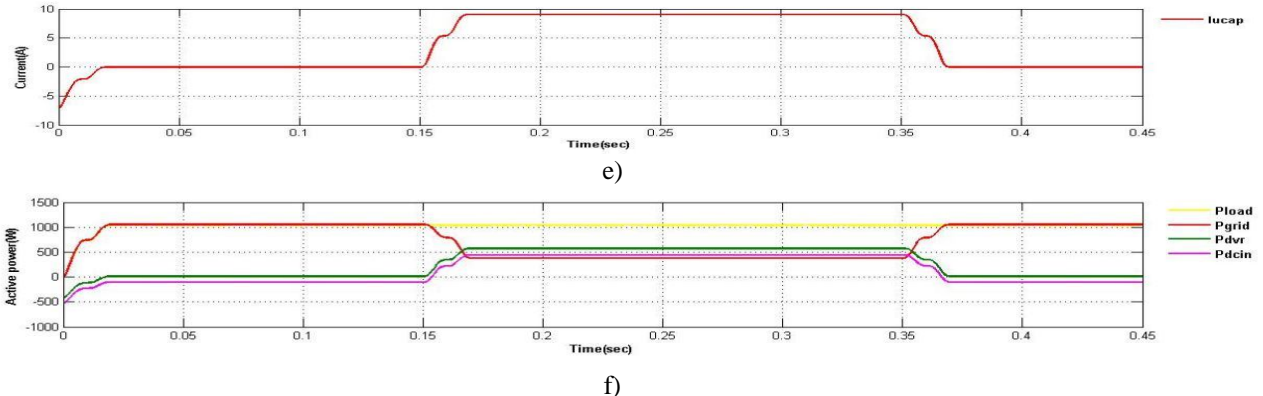 10
5
0
-5
-10
Current(A)
0 0.05 0.1 0.15 0.2 0.25 0.3 0.35 0.4 0.45
Time(sec)
Iucap
e)
1500
1000
500
0
-500
-1000
Active power(W)
0 0.05 0.1 0.15 0.2 0.25 0.3 0.35 0.4 0.45
Time(sec)
Pload
Pgrid
Pdvr
Pdcin
f)